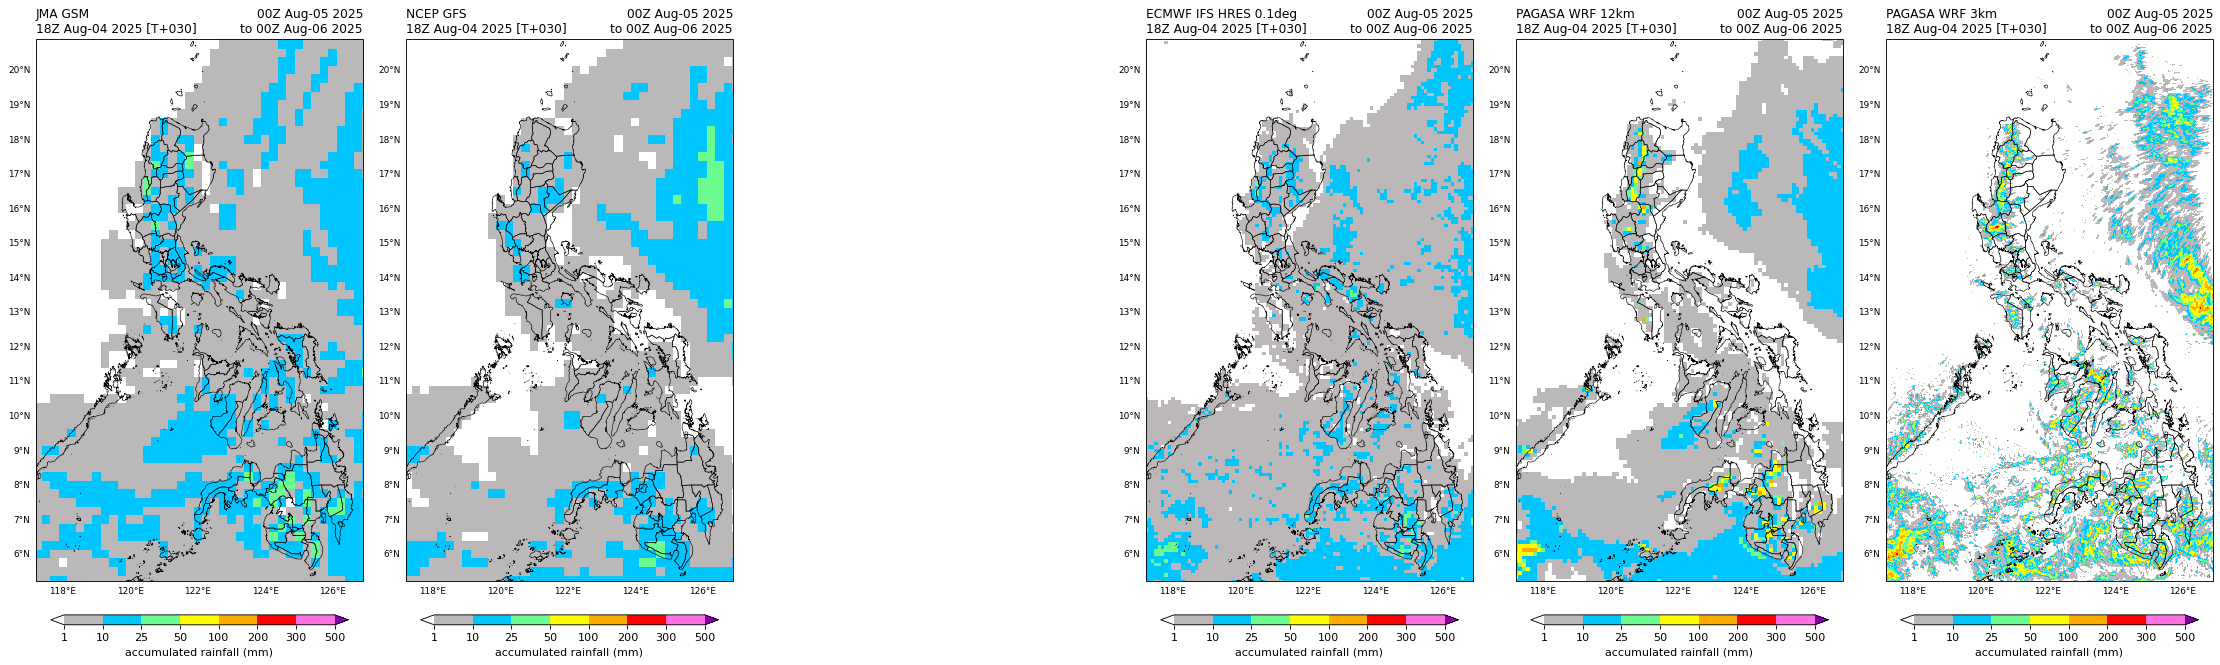 JMA GSM 00Z Aug-05 2025
18Z Aug-04 2025 [T+030] to 00Z Aug-06 2025
20°N
19°N
18°N
17°N
16°N
15°N
14°N
13°N
12°N
11°N
10°N
9°N
8°N
7°N
6°N
118°E 120°E 122°E 124°E 126°E
1 10 25 50 100 200 300 500
accumulated rainfall (mm)
NCEP GFS 00Z Aug-05 2025
18Z Aug-04 2025 [T+030] to 00Z Aug-06 2025
20°N
19°N
18°N
17°N
16°N
15°N
14°N
13°N
12°N
11°N
10°N
9°N
8°N
7°N
6°N
118°E 120°E 122°E 124°E 126°E
1 10 25 50 100 200 300 500
accumulated rainfall (mm)
ECMWF IFS HRES 0.1deg 00Z Aug-05 2025
18Z Aug-04 2025 [T+030] to 00Z Aug-06 2025
20°N
19°N
18°N
17°N
16°N
15°N
14°N
13°N
12°N
11°N
10°N
9°N
8°N
7°N
6°N
118°E 120°E 122°E 124°E 126°E
1 10 25 50 100 200 300 500
accumulated rainfall (mm)
PAGASA WRF 12km 00Z Aug-05 2025
18Z Aug-04 2025 [T+030] to 00Z Aug-06 2025
20°N
19°N
18°N
17°N
16°N
15°N
14°N
13°N
12°N
11°N
10°N
9°N
8°N
7°N
6°N
118°E 120°E 122°E 124°E 126°E
1 10 25 50 100 200 300 500
accumulated rainfall (mm)
PAGASA WRF 3km 00Z Aug-05 2025
18Z Aug-04 2025 [T+030] to 00Z Aug-06 2025
20°N
19°N
18°N
17°N
16°N
15°N
14°N
13°N
12°N
11°N
10°N
9°N
8°N
7°N
6°N
118°E 120°E 122°E 124°E 126°E
1 10 25 50 100 200 300 500
accumulated rainfall (mm)